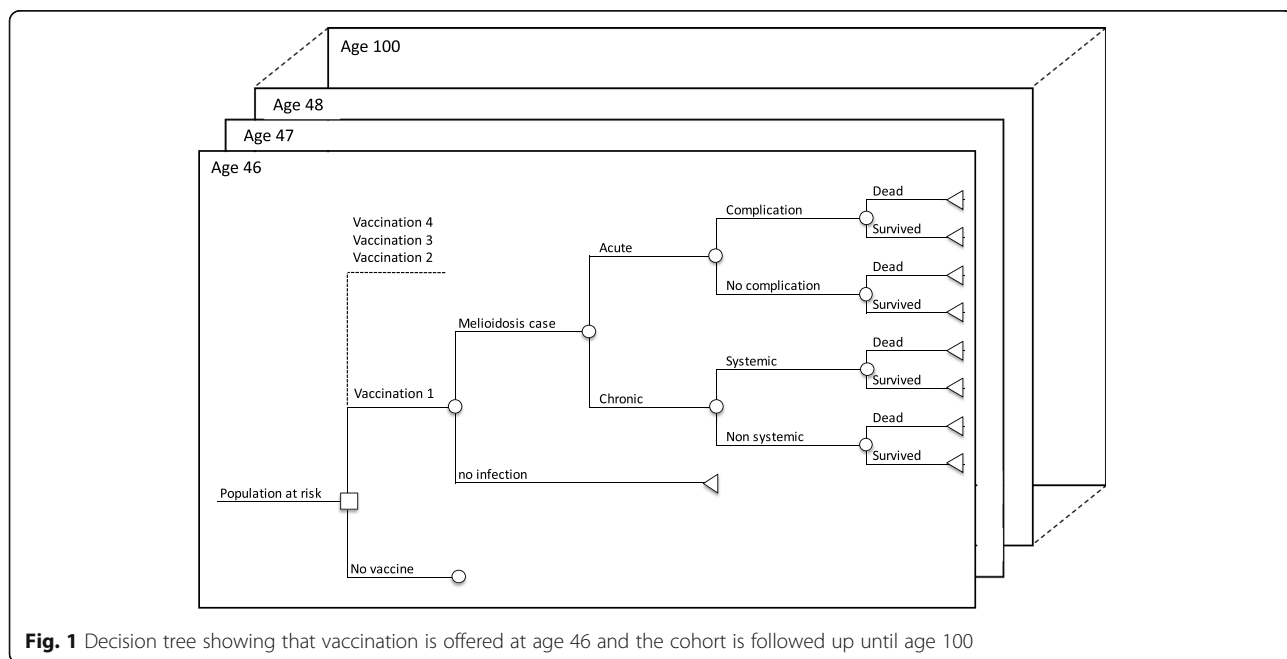 Age 100
Age 48
Age 47
Age 46
Vaccination 4
Vaccination 3
Vaccination 2
Vaccination 1
Population at risk
No vaccine
Melioidosis case
no infection
Acute
Chronic
Complication
No complication
Systemic
Non systemic
Dead
Survived
Dead
Survived
Dead
Survived
Dead
Survived
Fig. 1 Decision tree showing that vaccination is offered at age 46 and the cohort is followed up until age 100